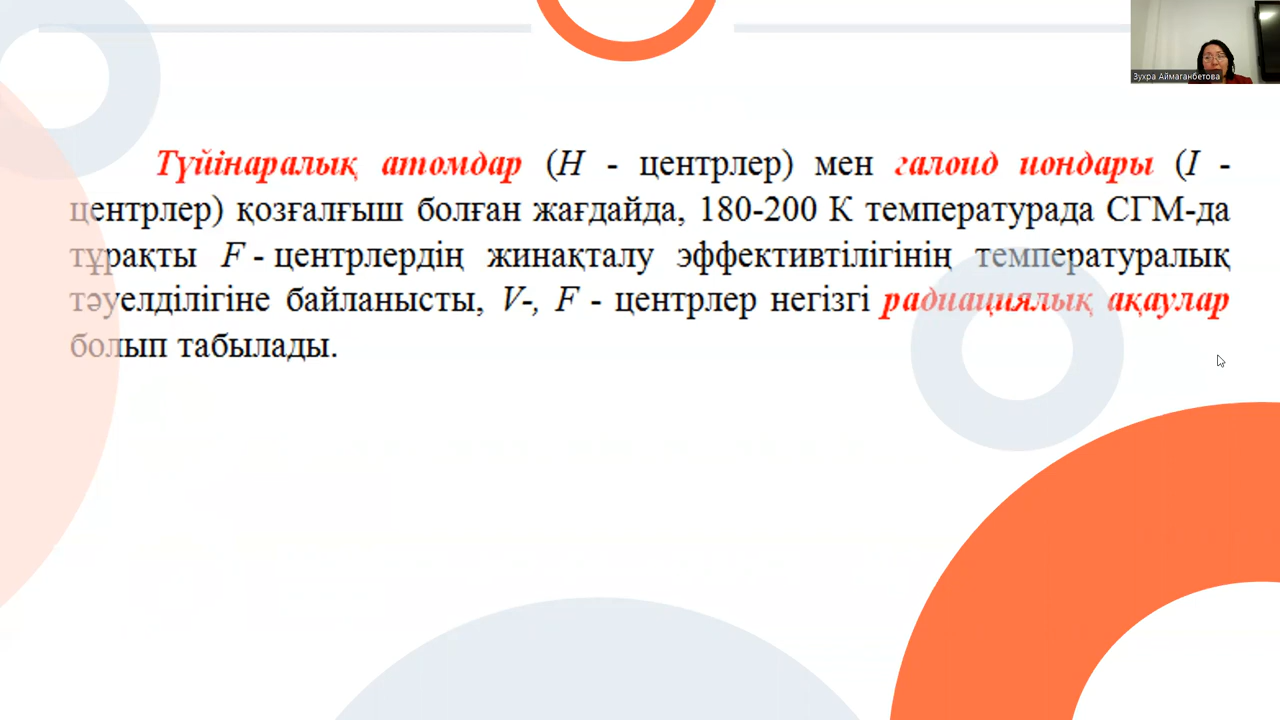 Зухра Аймаганбетова
Түйінаралық атомдар (H - центрлер) мен галоид иондары (I -
центрлер) қозғалғыш болған жағдайда, 180-200 К температурада СГМ-да
тұрақты F - центрлердің жинақталу эффективтілігінің температуралық
тәуелділігіне байланысты, V-, F - центрлер негізгі радиациялық ақаулар
болып табылады.